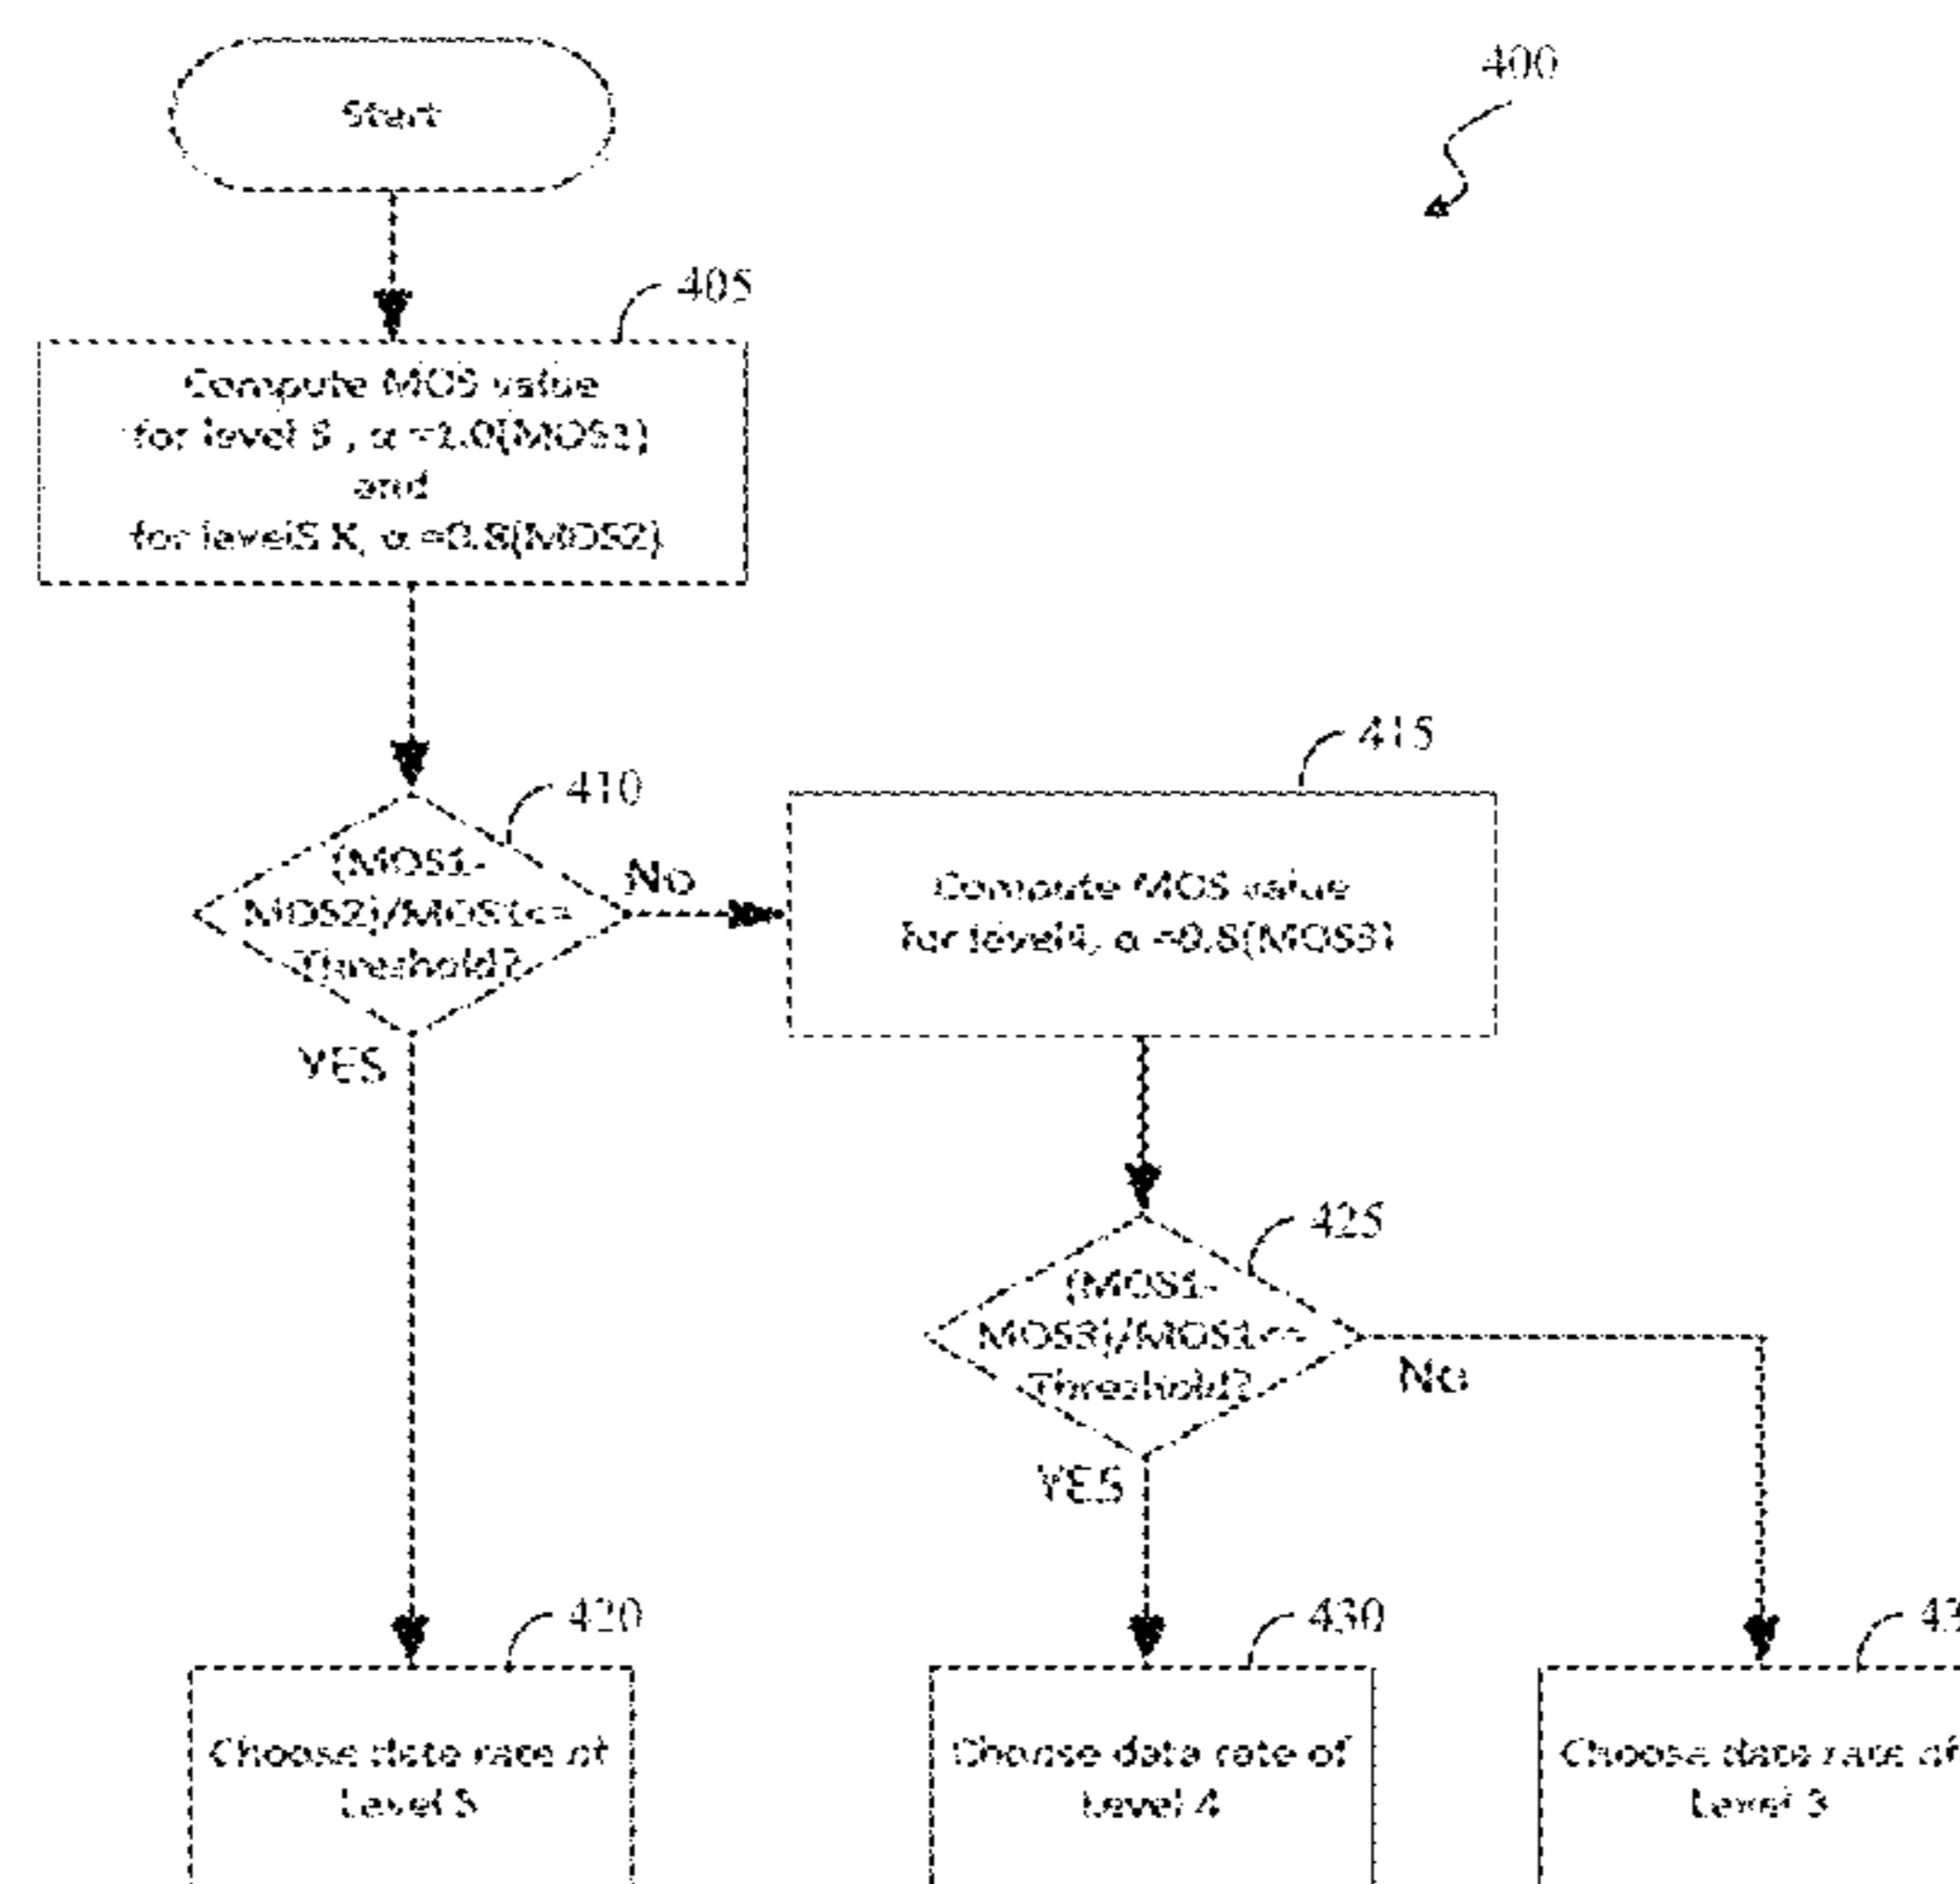 Start
400
405
Compute MOS value
for level 5 , α =1.0(MOS1)
and
for level5 X, α =0.8(MOS2)
410
(MOS1-
MOS2)/MOS1<=
Threshold?
No
YES
415
Compute MOS value
for level4, α =0.8(MOS3)
425
(MOS1-
MOS3)/MOS1<=
Threshold?
No
YES
420
Choose data rate of
Level 5
430
Choose data rate of
Level 4
Choose data rate of
Level 3